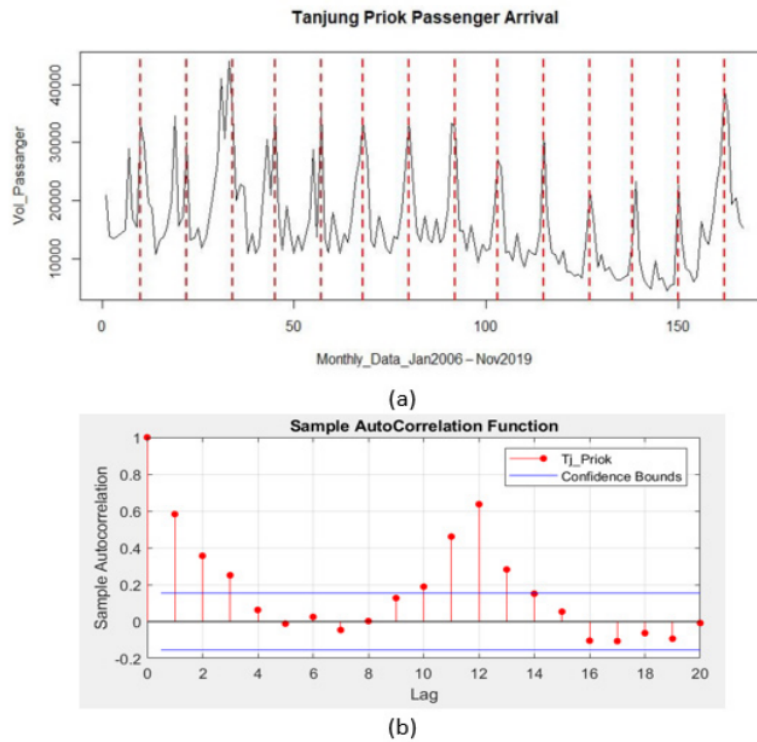 Tanjung Priok Passenger Arrival
Vol_Passanger
40000
30000
20000
10000
0 50 100 150
Monthly_Data_Jan2006 – Nov2019
(a)
Sample AutoCorrelation Function
Sample Autocorrelation
1
0.8
0.6
0.4
0.2
0
-0.2
Tj_Priok
Confidence Bounds
0 2 4 6 8 10 12 14 16 18 20
Lag
(b)